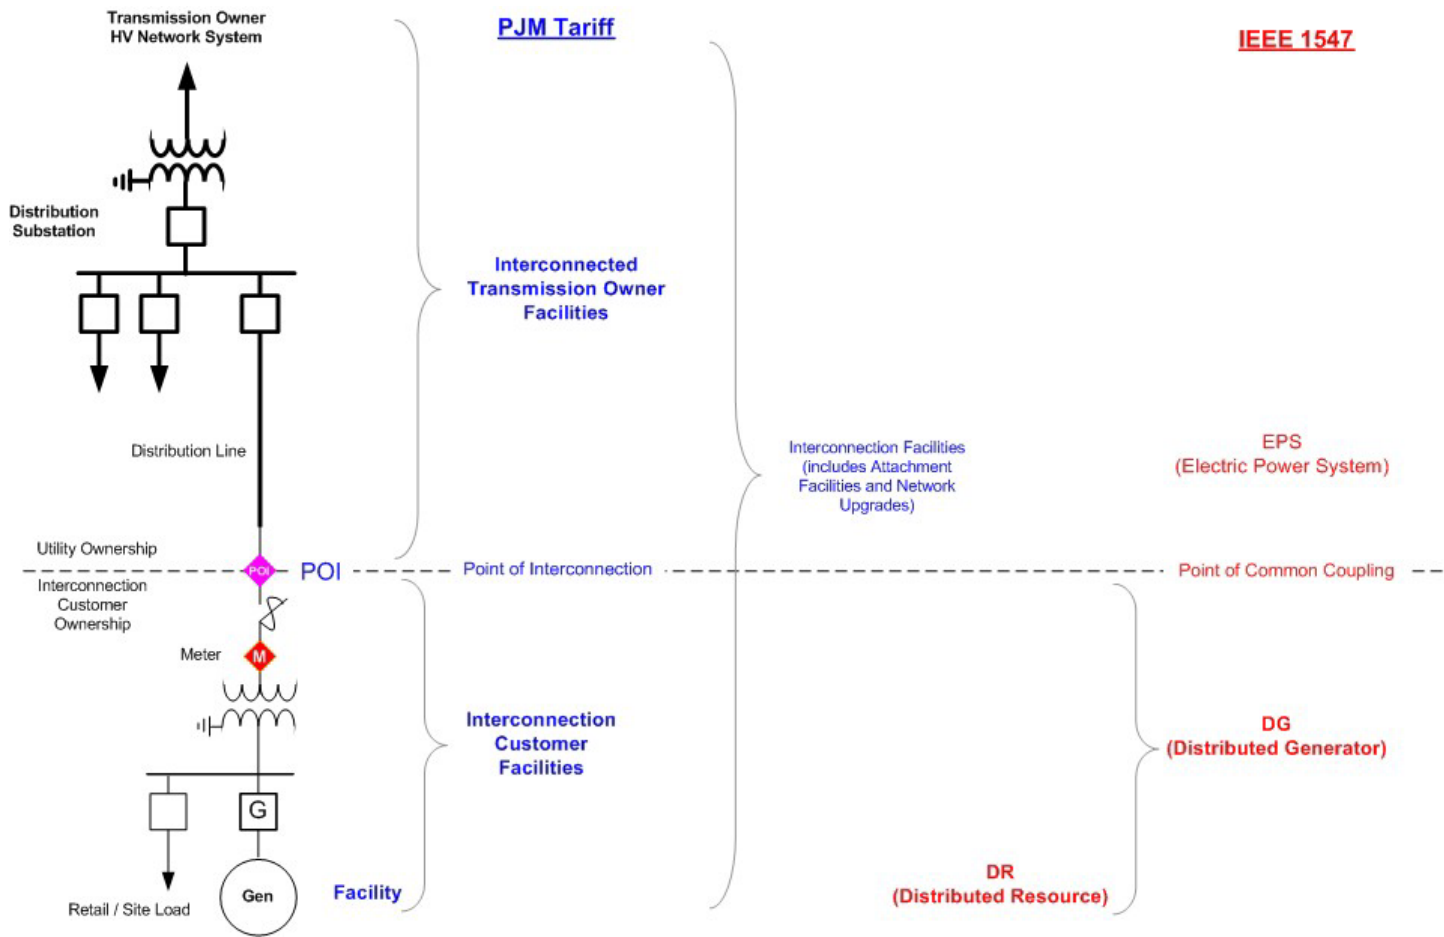 Transmission Owner
HV Network System
PJM Tariff
IEEE 1547
Distribution
Substation
Interconnected
Transmission Owner
Facilities
Distribution Line
Interconnection Facilities
(includes Attachment
Facilities and Network
Upgrades)
EPS
(Electric Power System)
Utility Ownership
POI
POI
Point of Interconnection
Point of Common Coupling
Interconnection
Customer
Ownership
Meter
M
Interconnection
Customer
Facilities
DG
(Distributed Generator)
G
Gen
Facility
DR
(Distributed Resource)
Retail / Site Load